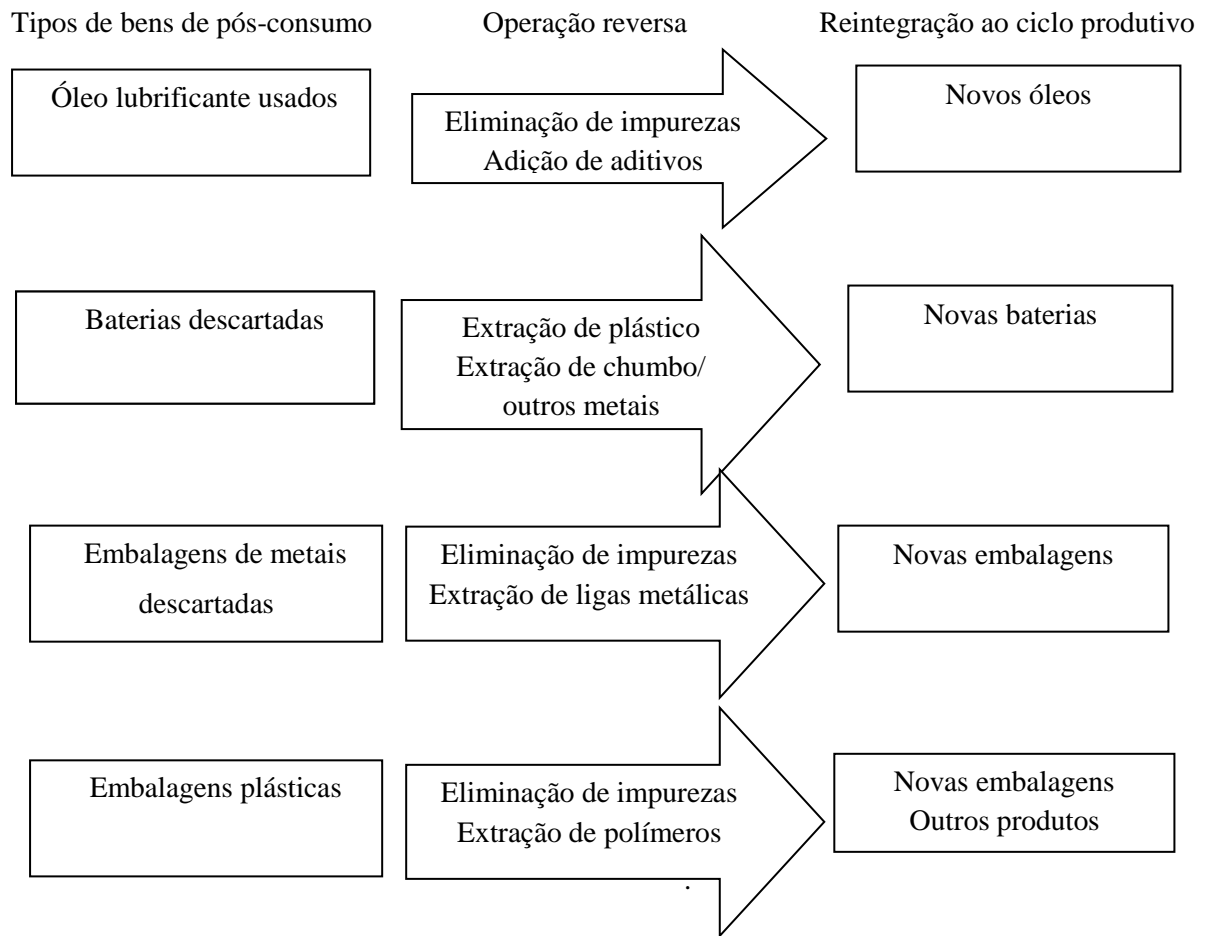 Tipos de bens de pós-consumo
Operação reversa
Reintegração ao ciclo produtivo
Óleo lubrificante usados
Eliminação de impurezas
Adição de aditivos
Novos óleos
Baterias descartadas
Extração de plástico
Extração de chumbo/
outros metais
Novas baterias
Embalagens de metais
descartadas
Eliminação de impurezas
Extração de ligas metálicas
Novas embalagens
Embalagens plásticas
Eliminação de impurezas
Extração de polímeros
Novas embalagens
Outros produtos
.